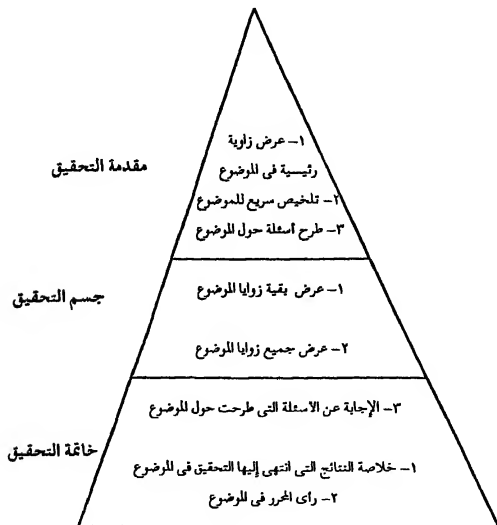 ١- عرض زاوية
رئيسية فى الموضوع
مقدمة التحقيق
٢- تلخيص سريع للموضوع
٣- طرح أسئلة حول الموضوع
١- عرض بقية زوايا الموضوع
جسم التحقيق
٢- عرض جميع زوايا الموضوع
٣- الإجابة عن الأسئلة التى طرحت حول الموضوع
خاتمة التحقيق
١- خلاصة النتائج التى انتهى إليها التحقيق فى الموضوع
٢- رأى المحرر فى الموضوع